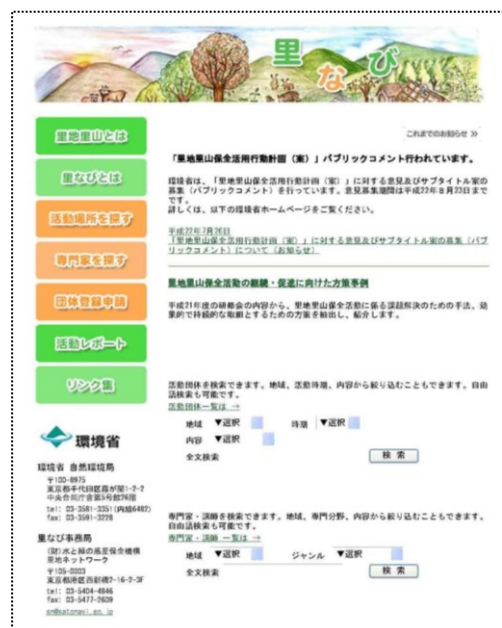 里なび
里地里山とは
里なびとは
活動場所を探す
専門家を探す
団体登録申請
活動レポート
リンク集
環境省
環境省 自然環境局
〒100-8975
東京都千代田区霞が関1-2-2
中央合同庁舎第5号館26階
tel: 03-3581-3351(内線6482)
fax: 03-3591-3228
里なび事務局
(財)水と緑の惑星保全機構
里地ネットワーク
〒105-0003
東京都港区西新橋2-16-2-3F
tel: 03-5404-4846
fax: 03-5477-2609
これまでのお知らせ ≫
「里地里山保全活用行動計画（案）」パブリックコメント行われています。
環境省は、「里地里山保全活用行動計画（案）」に対する意見及びサブタイトル案の
募集（パブリックコメント）を行っています。意見募集期間は平成22年8月23日まで
です。
詳しくは、以下の環境省ホームページをご覧ください。
平成22年7月26日
「里地里山保全活用行動計画（案）」に対する意見及びサブタイトル案の募集（パブ
リックコメント）について（お知らせ）
里地里山保全活動の継続・促進に向けた方策事例
平成21年度の研修会の内容から、里地里山保全活動に係る課題解決のための手法、効
果的で持続的な取組とするための方策を抽出し、紹介します。
活動団体を検索できます。地域、活動時期、内容から絞り込むこともできます。自由
語検索も可能です。
活動団体一覧は →
地域 ▼選択 時期 ▼選択
内容 ▼選択
全文検索 検索
専門家・講師を検索できます。地域、専門分野、内容から絞り込むこともできます。
自由語検索も可能です。
専門家・講師 一覧は →
地域 ▼選択 ジャンル ▼選択
全文検索 検索